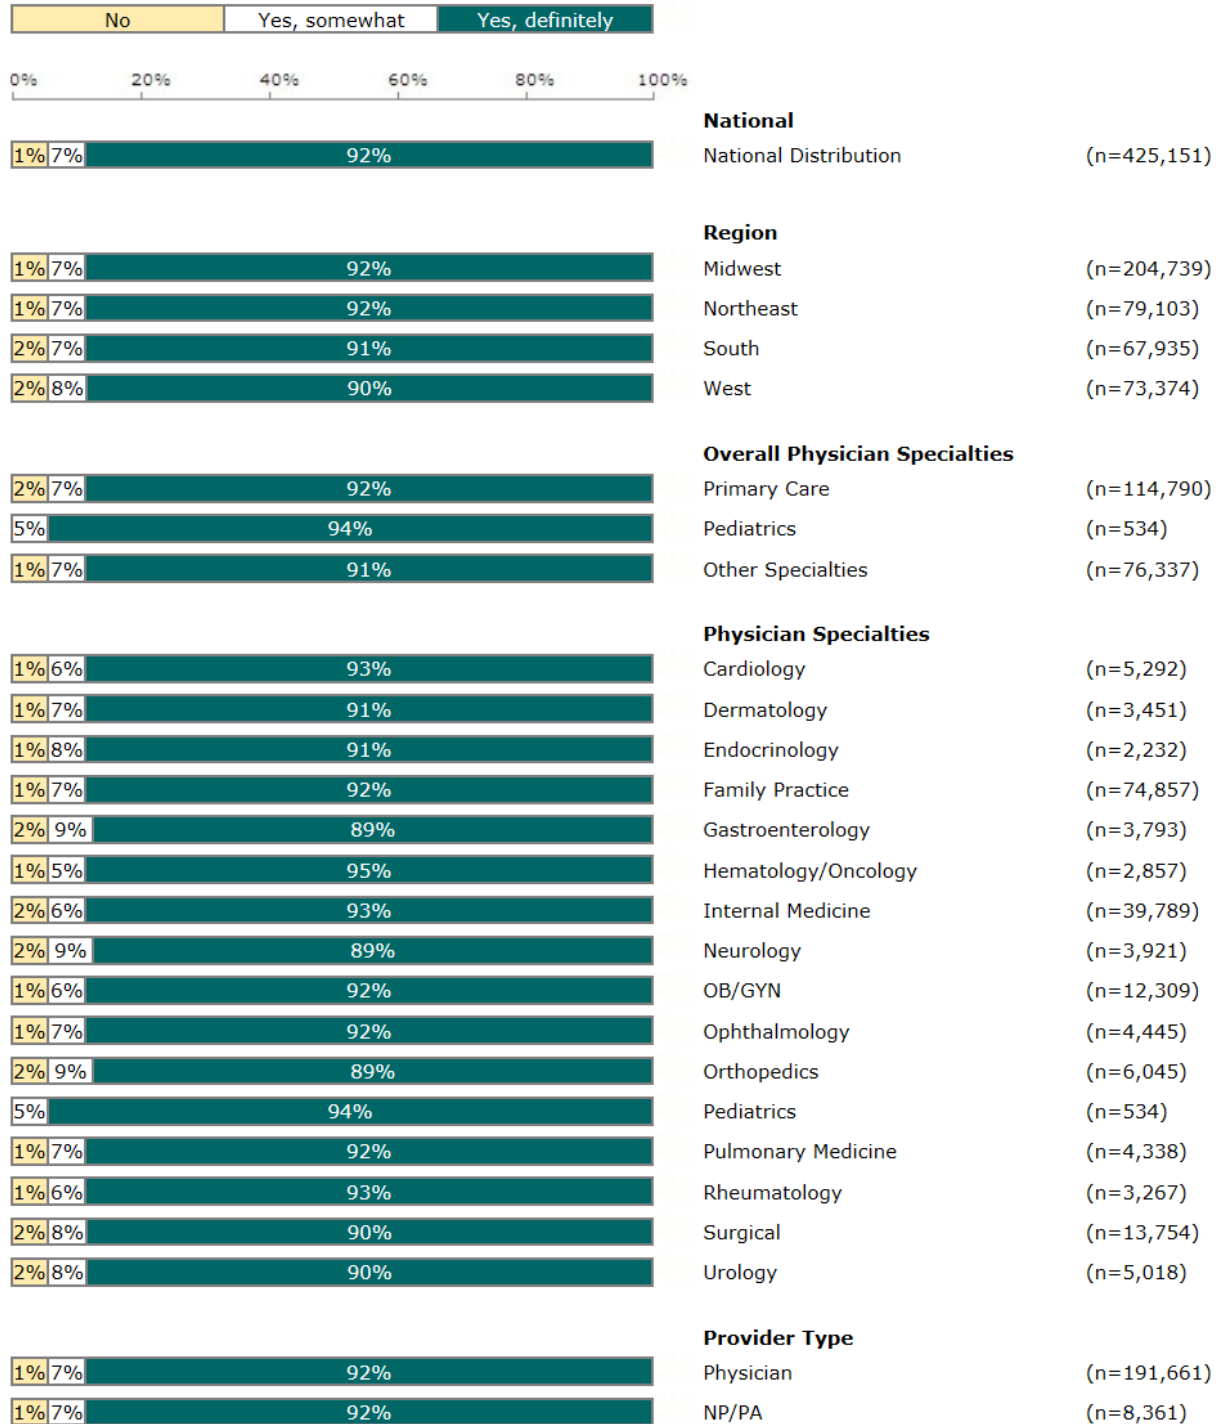 No Yes, somewhat Yes, definitely
0% 20% 40% 60% 80% 100%
National
1% 7% 92% National Distribution (n=425,151)
Region
1% 7% 92% Midwest (n=204,739)
1% 7% 92% Northeast (n=79,103)
2% 7% 91% South (n=67,935)
2% 8% 90% West (n=73,374)
Overall Physician Specialties
2% 7% 92% Primary Care (n=114,790)
5% 94% Pediatrics (n=534)
1% 7% 91% Other Specialties (n=76,337)
Physician Specialties
1% 6% 93% Cardiology (n=5,292)
1% 7% 91% Dermatology (n=3,451)
1% 8% 91% Endocrinology (n=2,232)
1% 7% 92% Family Practice (n=74,857)
2% 9% 89% Gastroenterology (n=3,793)
1% 5% 95% Hematology/Oncology (n=2,857)
2% 6% 93% Internal Medicine (n=39,789)
2% 9% 89% Neurology (n=3,921)
1% 6% 92% OB/GYN (n=12,309)
1% 7% 92% Ophthalmology (n=4,445)
2% 9% 89% Orthopedics (n=6,045)
5% 94% Pediatrics (n=534)
1% 7% 92% Pulmonary Medicine (n=4,338)
1% 6% 93% Rheumatology (n=3,267)
2% 8% 90% Surgical (n=13,754)
2% 8% 90% Urology (n=5,018)
Provider Type
1% 7% 92% Physician (n=191,661)
1% 7% 92% NP/PA (n=8,361)